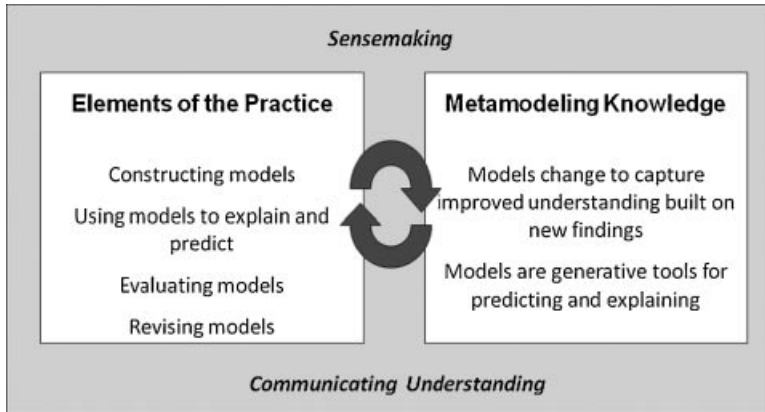 Sensemaking
Elements of the Practice
Constructing models
Using models to explain and
predict
Evaluating models
Revising models
Metamodeling Knowledge
Models change to capture
improved understanding built on
new findings
Models are generative tools for
predicting and explaining
Communicating Understanding